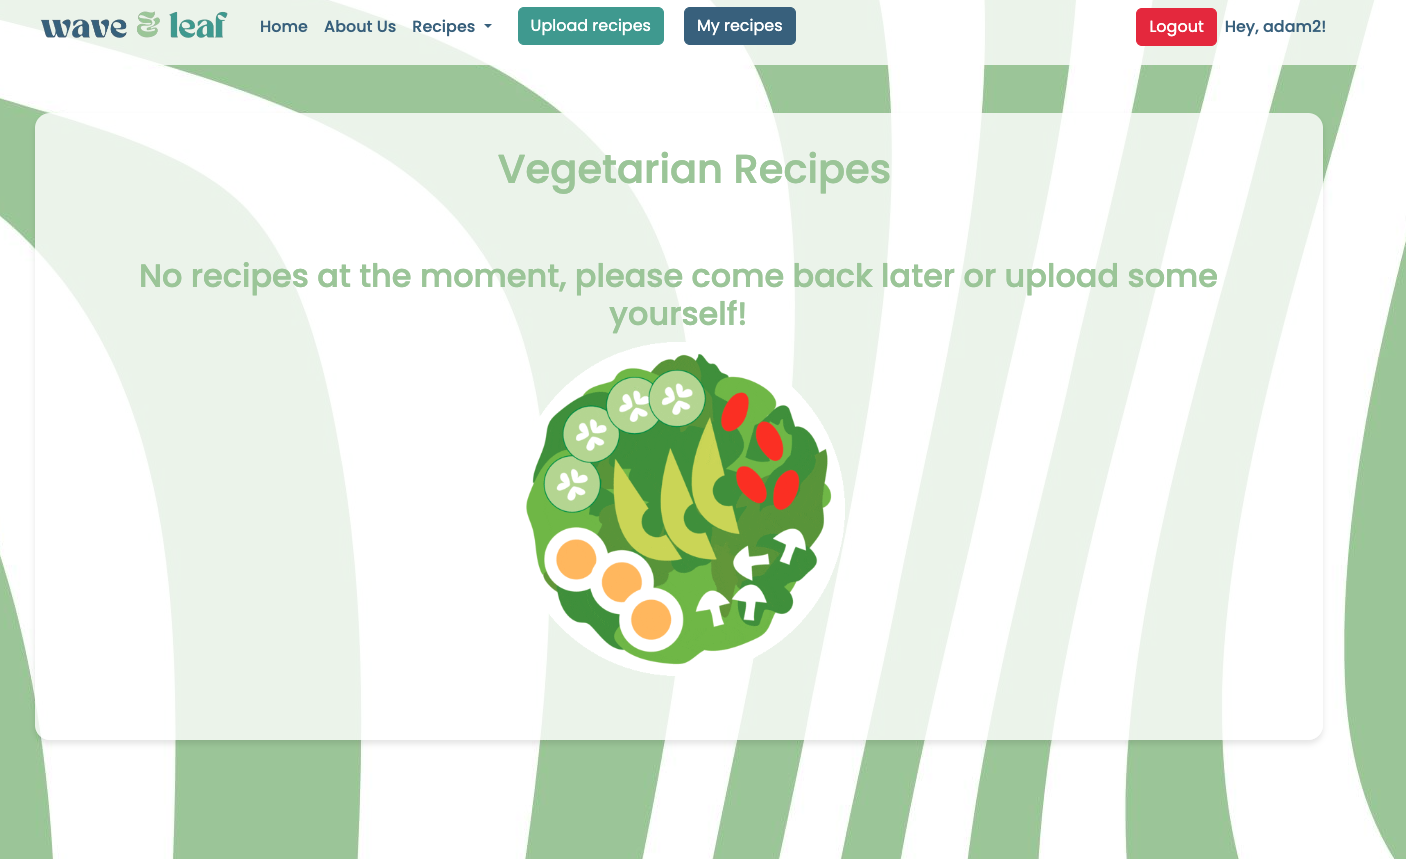 wave & leaf Home About Us Recipes Upload recipes My recipes Logout Hey, adam2!
Vegetarian Recipes
No recipes at the moment, please come back later or upload some
yourself!